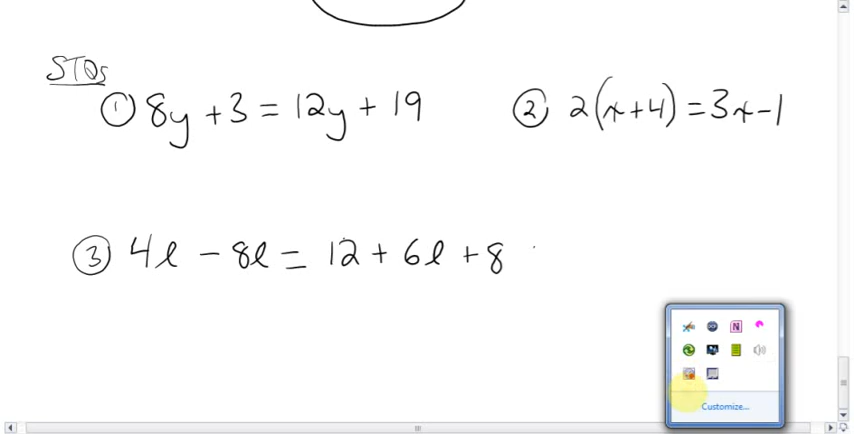 STQs
① 8y + 3 = 12y + 19
② 2(x+4) = 3x-1
③ 4l - 8l = 12 + 6l + 8
Customize...